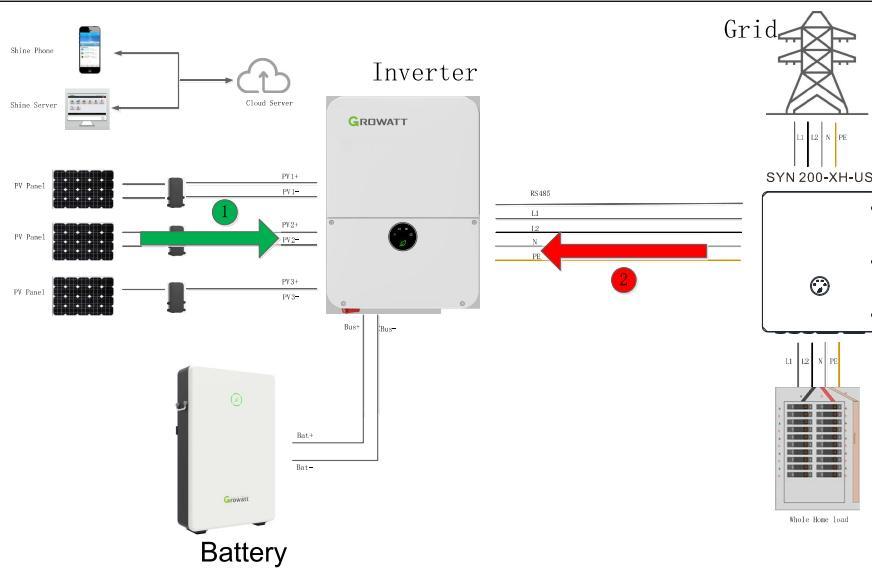 Grid
Shine Phone
Inverter
Shine Server
Cloud Server
GROWATT
L1
L2
N
PE
SYN 200-XH-US
PV Panel
PV1+
PV1-
RS485
1
L1
PV Panel
PV2+
PV2-
L2
N
PE
2
PV Panel
PV3+
PV3-
Bus+
Bus-
L1
L2
N
PE
Bat+
Bat-
Growatt
Whole Home load
Battery